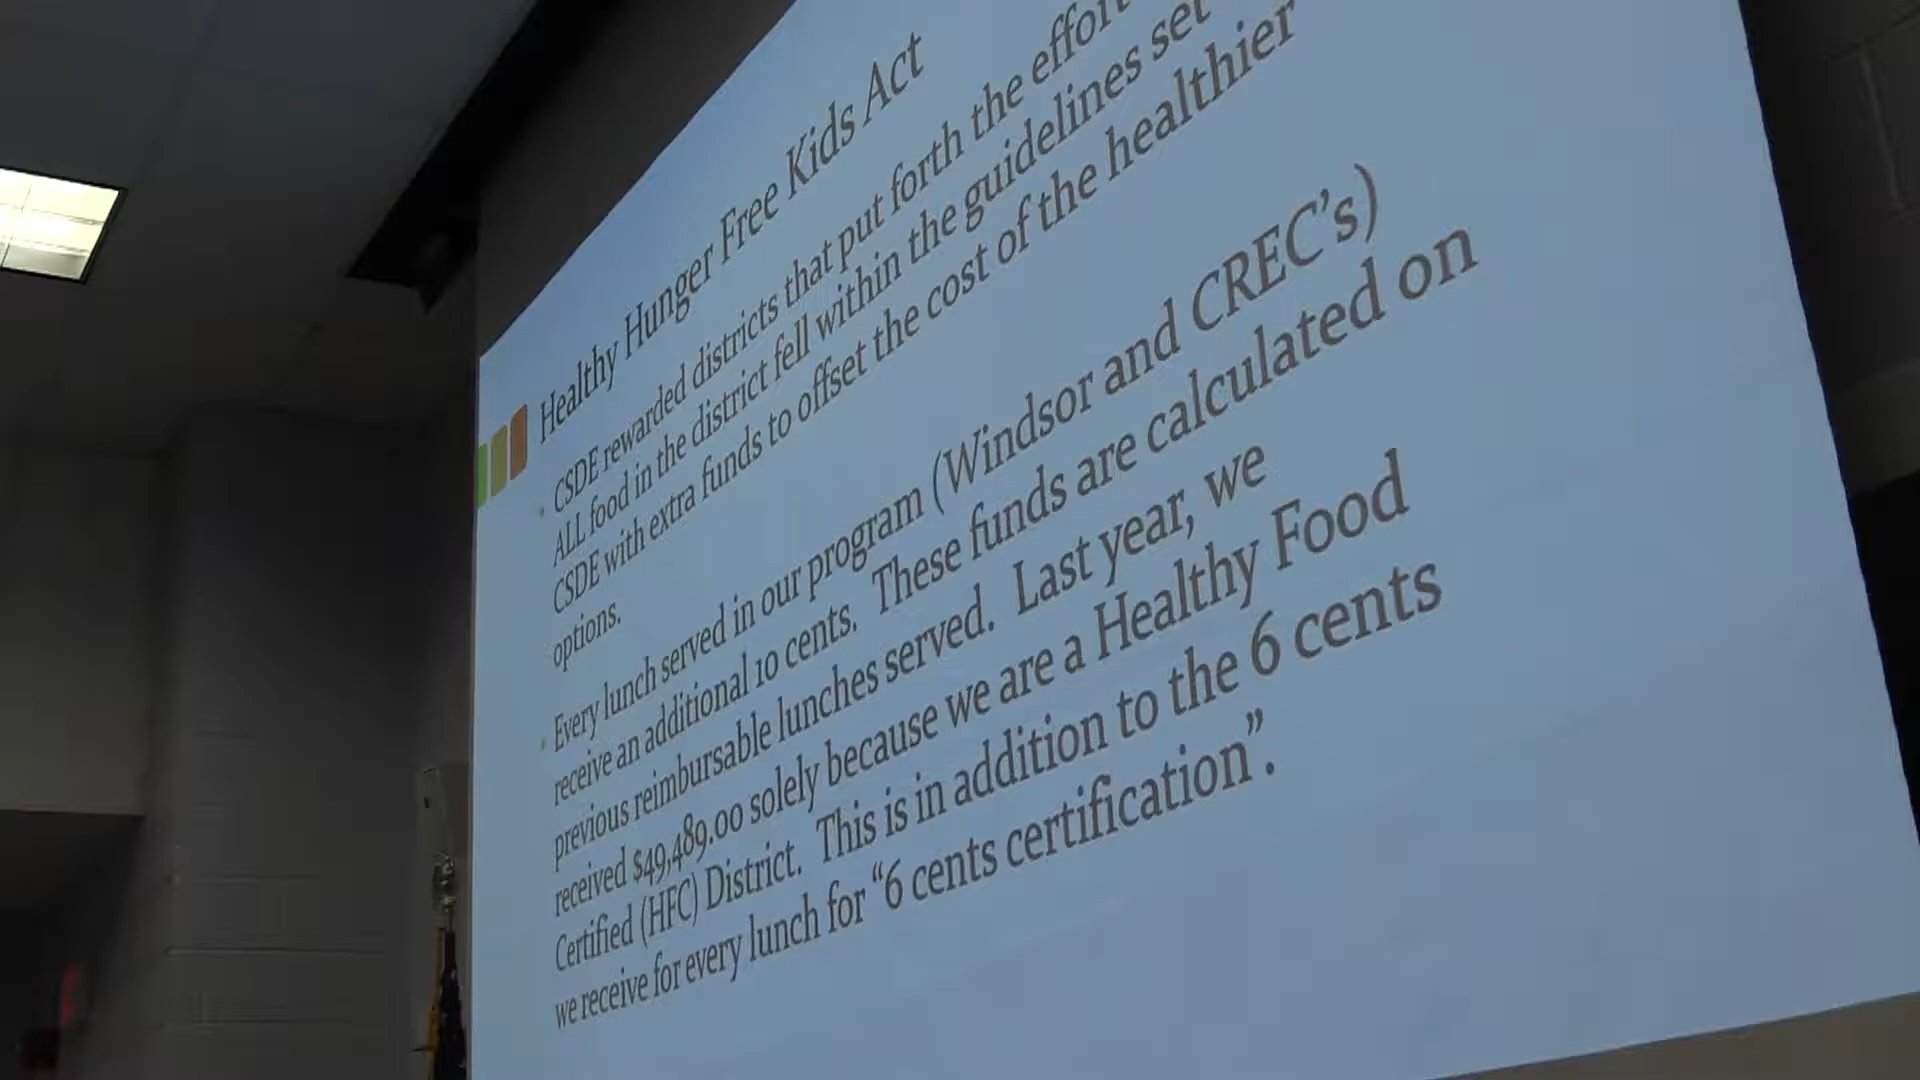 Healthy Hunger Free Kids Act
CSDE rewarded districts that put forth the effort
ALL food in the district fell within the guidelines set
CSDE with extra funds to offset the cost of the healthier
options.
Every lunch served in our program (Windsor and CREC's)
receive an additional 10 cents. These funds are calculated on
previous reimbursable lunches served. Last year, we
received $49,489.00 solely because we are a Healthy Food
Certified (HFC) District. This is in addition to the 6 cents
we receive for every lunch for “6 cents certification”.